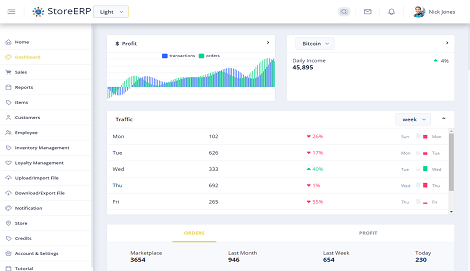 StoreERP
Light
Nick Jones
Home
Dashboard
Sales
Reports
Items
Customers
Employee
Inventory Management
Loyalty Management
Upload/Import File
Download/Export File
Notification
Store
Credits
Account & Settings
Tutorial
$ Profit
transactions orders
Bitcoin
Daily Income
45,895
4%
Traffic
week
Mon 102 26% Sun Mon
Tue 626 17% Mon Tue
Wed 333 40% Tue Wed
Thu 692 1% Wed Thu
Fri 265 55% Thu Fri
ORDERS PROFIT
Marketplace Last Month Last Week Today
3654 946 654 230